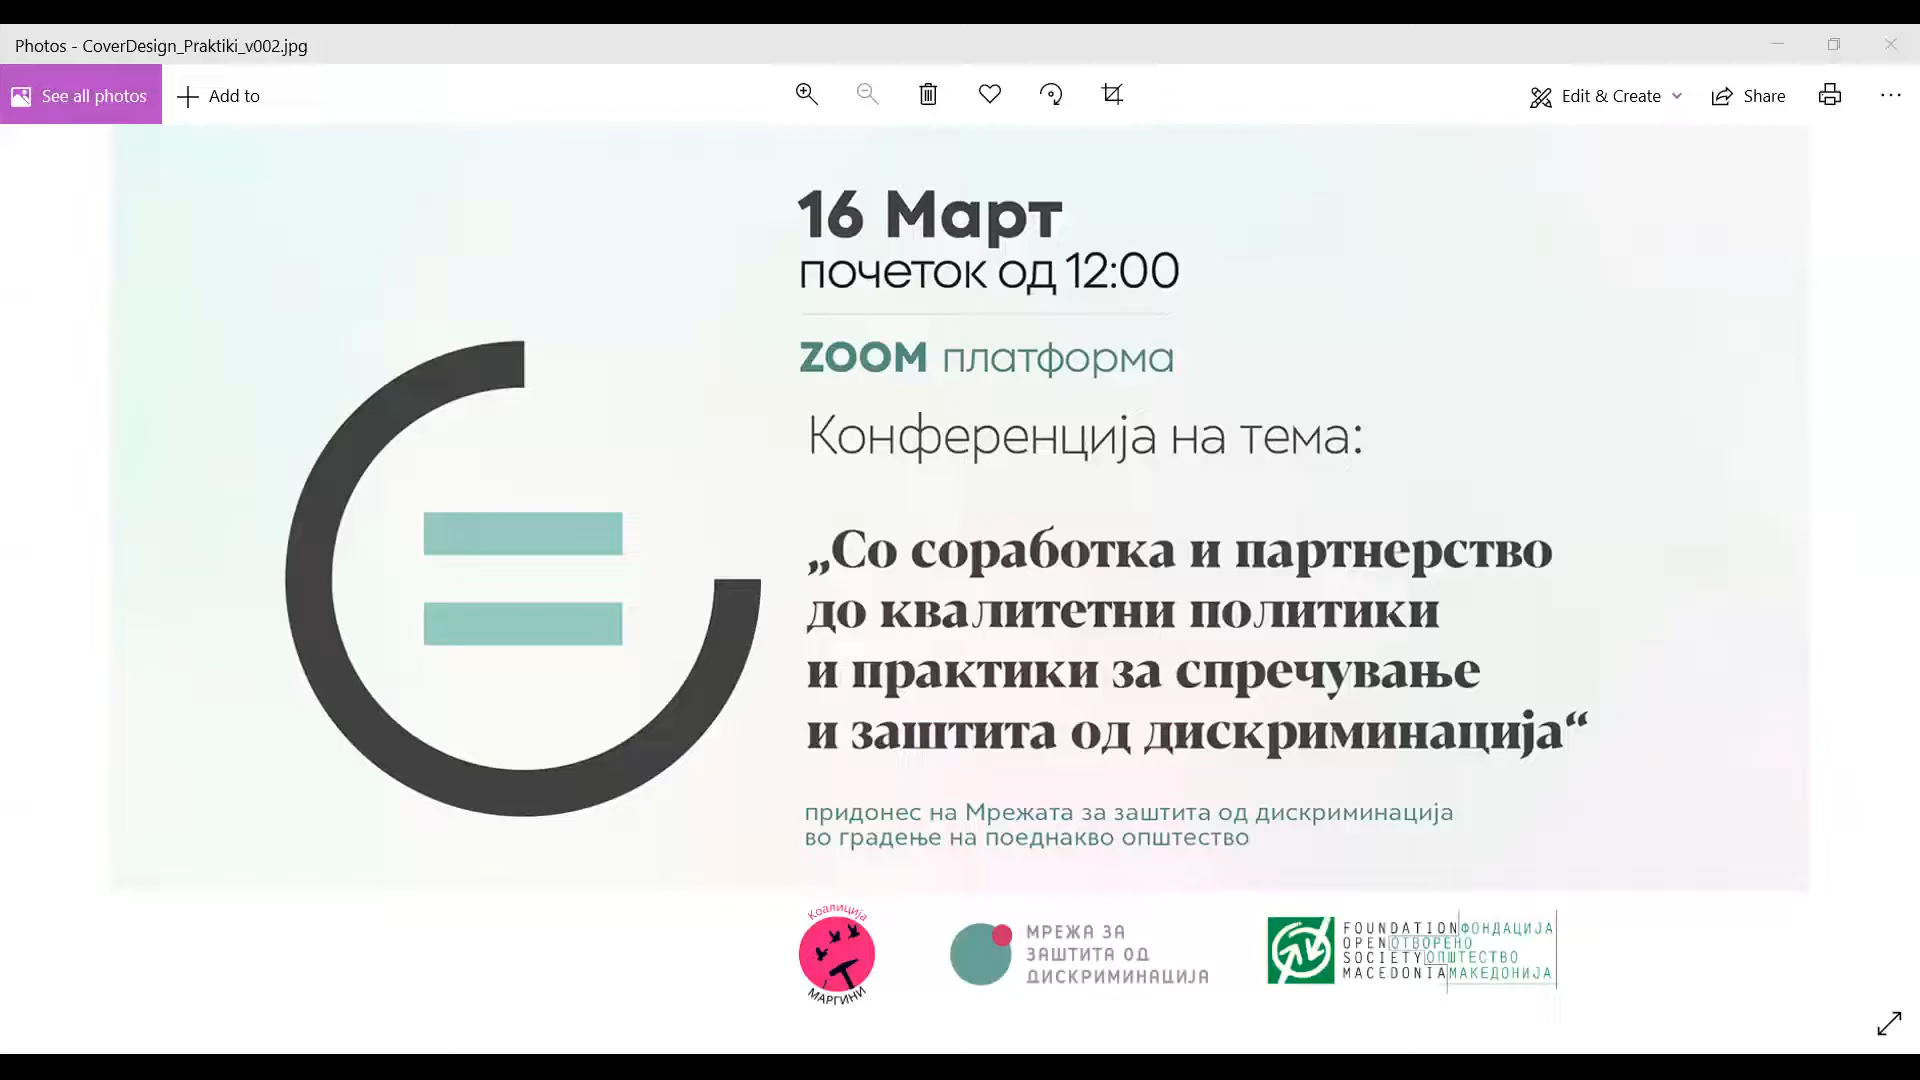 Photos - CoverDesign_Praktiki_v002.jpg
See all photos
Add to
Edit & Create
Share
16 Март
почеток од 12:00
ZOOM платформа
Конференција на тема:
„Со соработка и партнерство
до квалитетни политики
и практики за спречување
и заштита од дискриминација“
придонес на Мрежата за заштита од дискриминација
во градење на поеднакво општество
Коалиција
МАРГИНИ
МРЕЖА ЗА
ЗАШТИТА ОД
ДИСКРИМИНАЦИЈА
FOUNDATION ФОНДАЦИЈА
OPEN ОТВОРЕНО
SOCIETY ОПШТЕСТВО
MACEDONIA МАКЕДОНИЈА